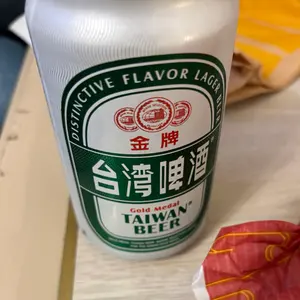 DISTINCTIVE FLAVOR LAGER BEER
金牌
台湾啤酒
Gold Medal
TAIWAN
BEER